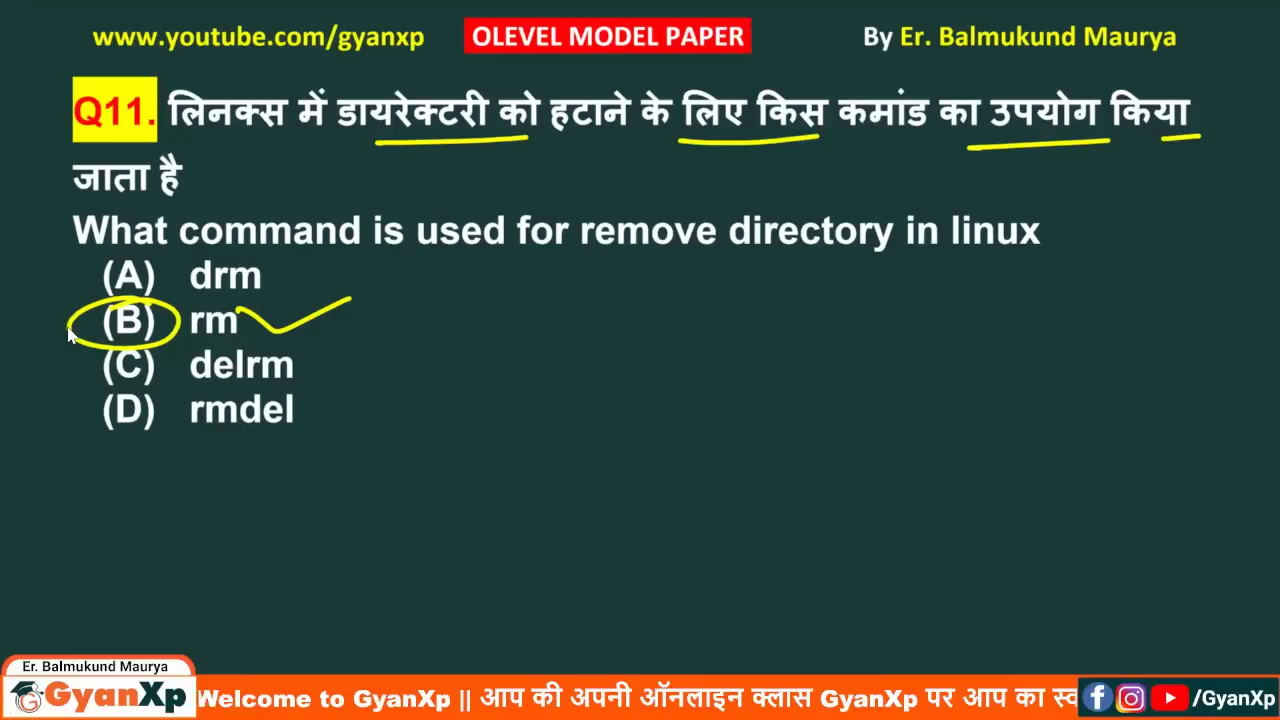 www.youtube.com/gyanxp OLEVEL MODEL PAPER By Er. Balmukund Maurya
Q11. लिनक्स में डायरेक्टरी को हटाने के लिए किस कमांड का उपयोग किया
जाता है
What command is used for remove directory in linux
(A) drm
(B) rm
(C) delrm
(D) rmdel
Er. Balmukund Maurya
GyanXp Welcome to GyanXp || आप की अपनी ऑनलाइन क्लास GyanXp पर आप का स्व /GyanXp